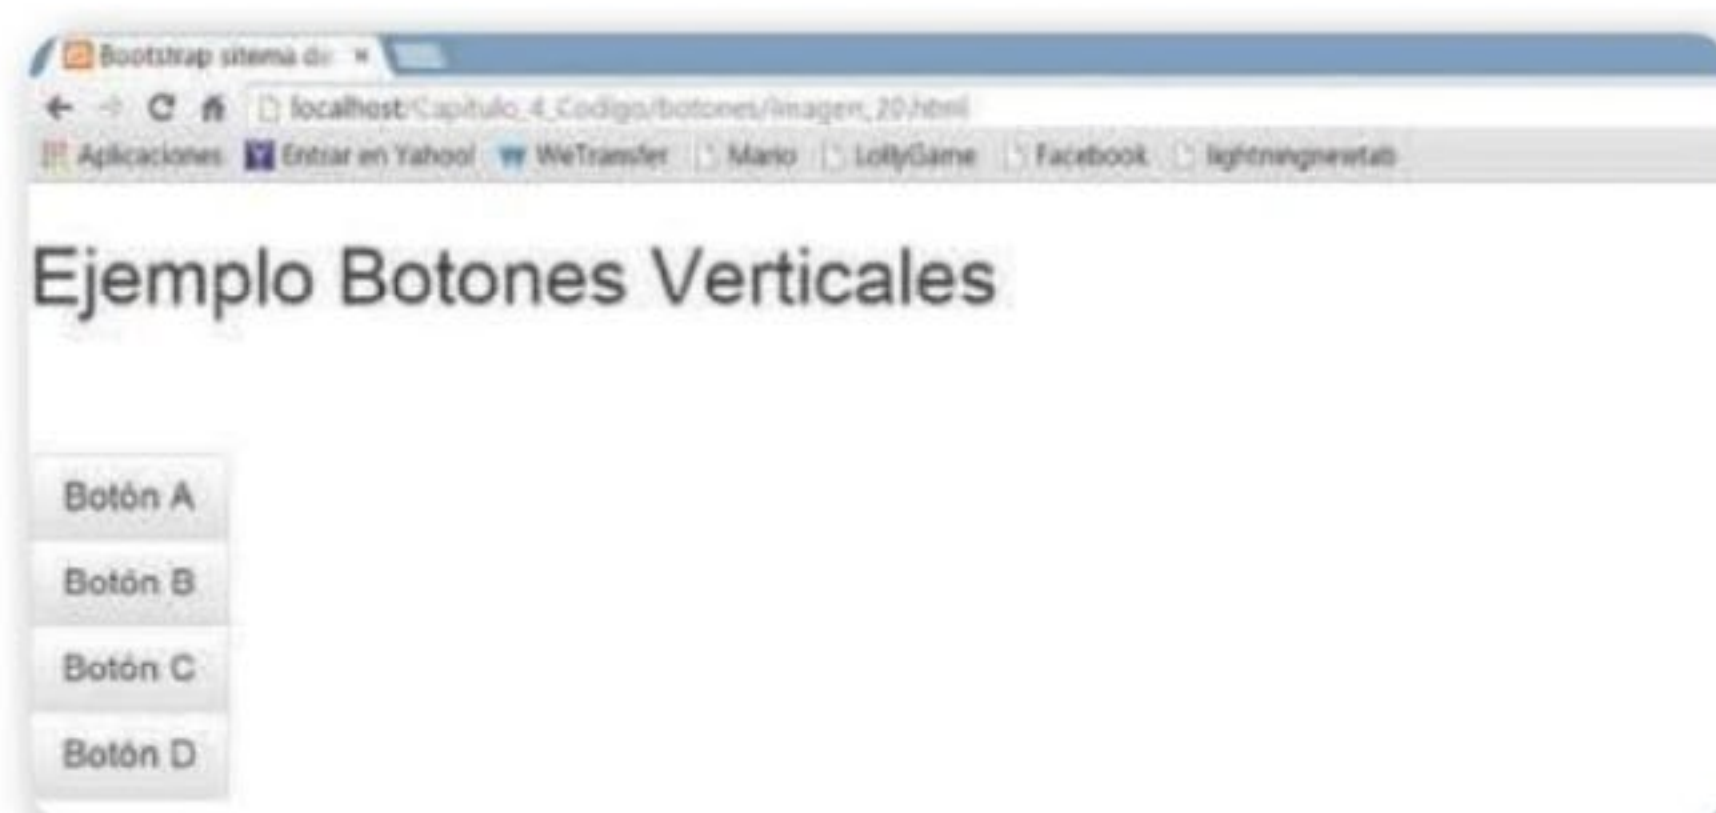 Bootstrap sitema de
localhost/Capitulo_4_Codigo/botones/imagen_20.html
Aplicaciones Entrar en Yahoo! WeTransfer Mario LollyGame Facebook lightningnewtab
Ejemplo Botones Verticales
Botón A
Botón B
Botón C
Botón D